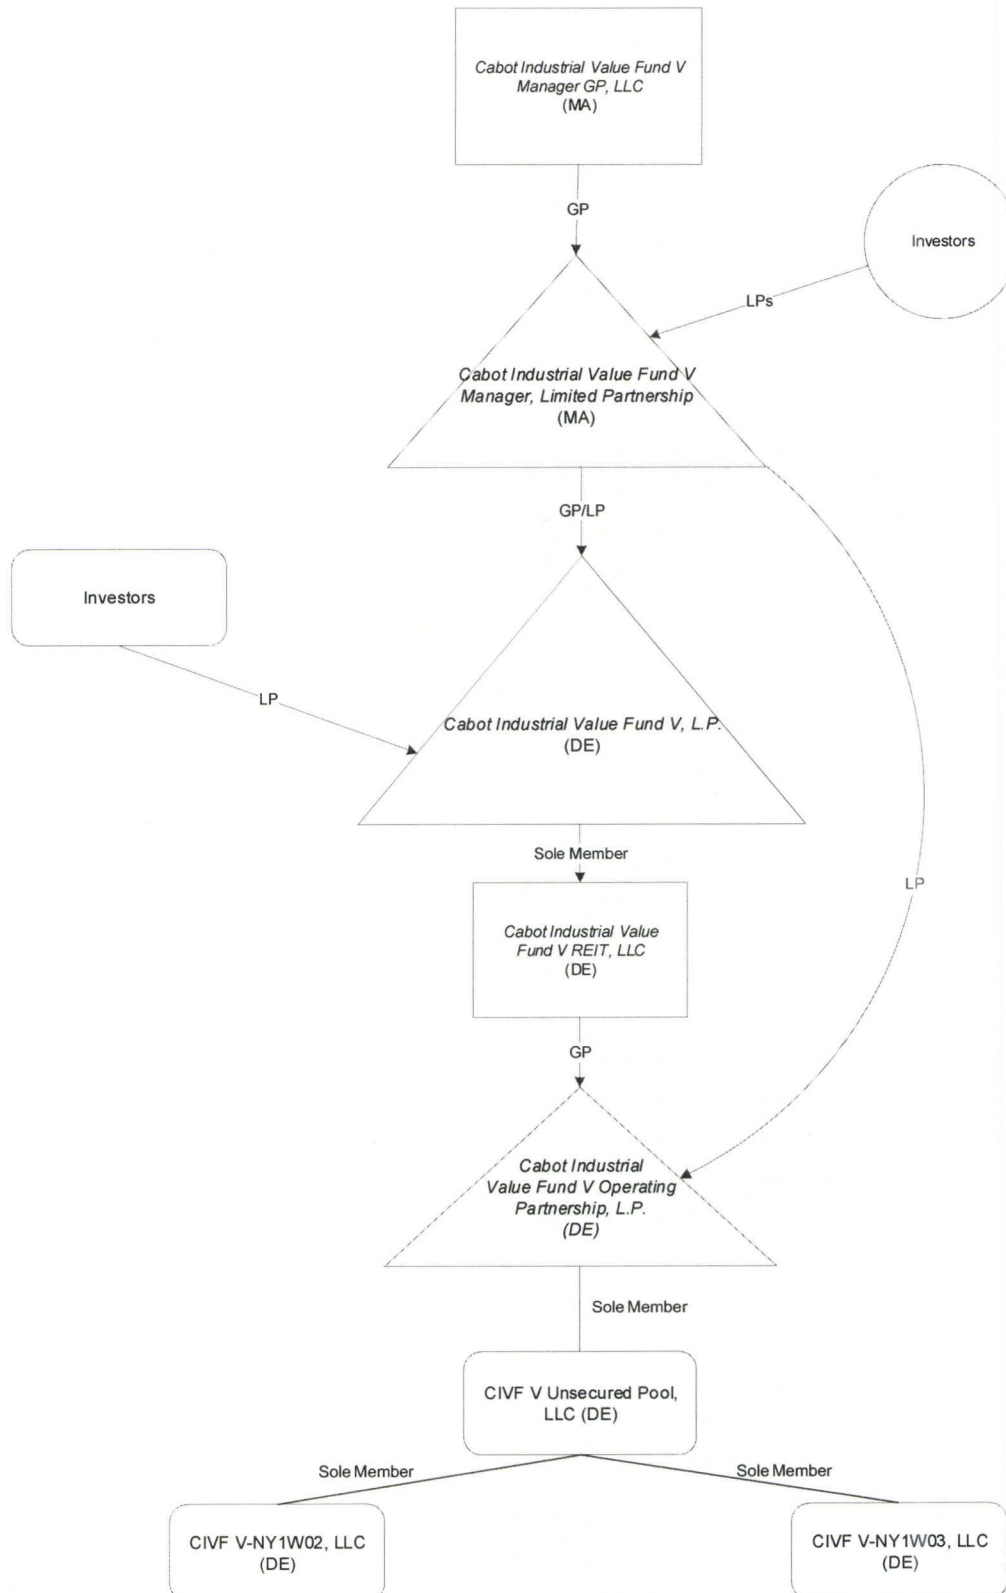 Cabot Industrial Value Fund V
Manager GP, LLC
(MA)
GP
Investors
LPs
Cabot Industrial Value Fund V
Manager, Limited Partnership
(MA)
GP/LP
Investors
LP
Cabot Industrial Value Fund V, L.P.
(DE)
Sole Member
LP
Cabot Industrial Value
Fund V REIT, LLC
(DE)
GP
Cabot Industrial
Value Fund V Operating
Partnership, L.P.
(DE)
Sole Member
CIVF V Unsecured Pool,
LLC (DE)
Sole Member
Sole Member
CIVF V-NY1W02, LLC
(DE)
CIVF V-NY1W03, LLC
(DE)